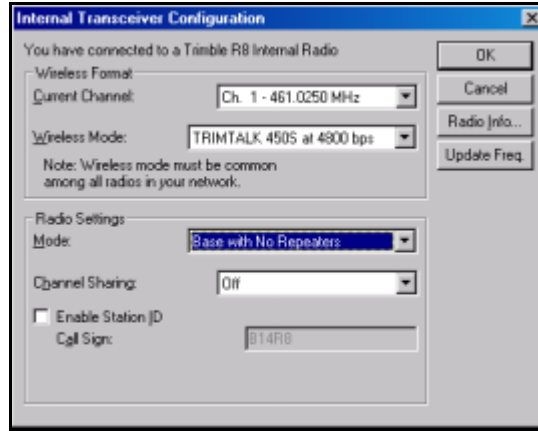 Internal Transceiver Configuration
You have connected to a Trimble R8 Internal Radio
OK
Wireless Format
Current Channel: Ch. 1 - 461.0250 MHz
Cancel
Radio Info...
Wireless Mode: TRIMTALK 450S at 4800 bps
Update Freq.
Note: Wireless mode must be common
among all radios in your network.
Radio Settings
Mode: Base with No Repeaters
Channel Sharing: Off
Enable Station ID
Call Sign: B14R8